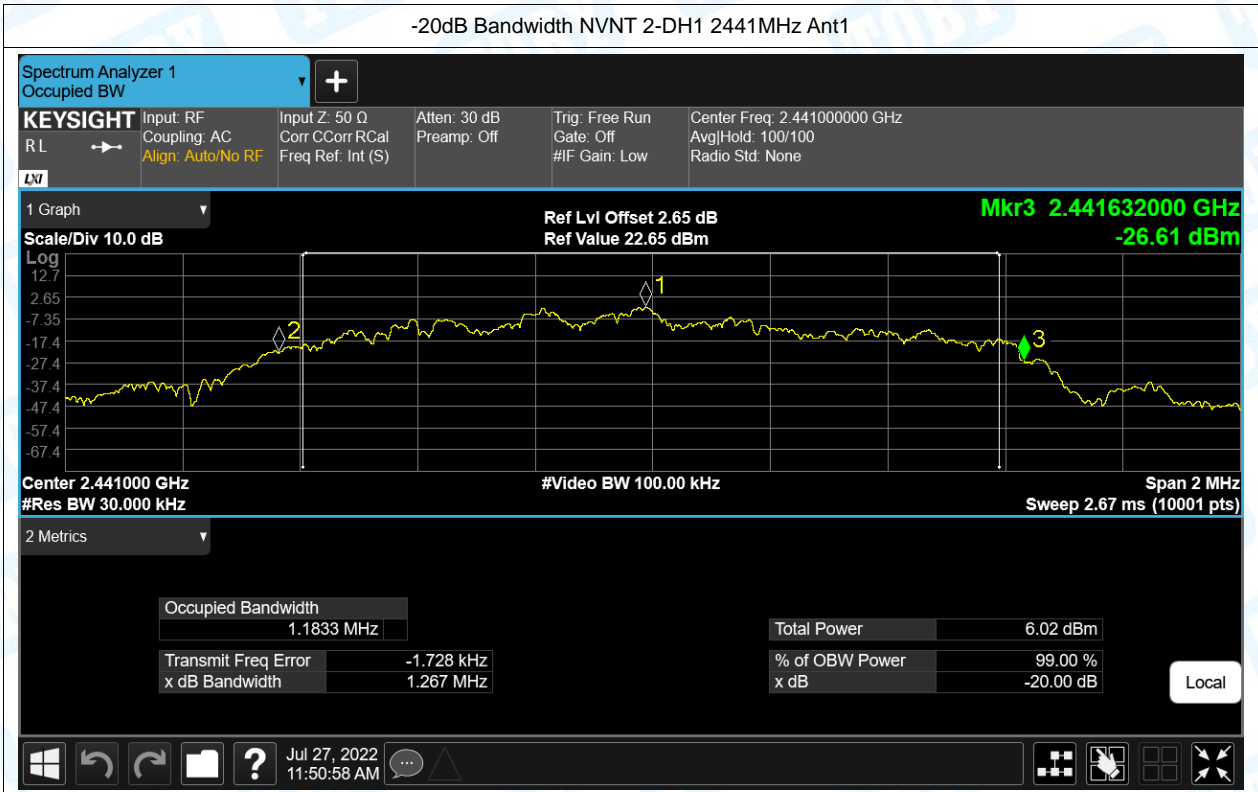 -20dB Bandwidth NVNT 2-DH1 2441MHz Ant1
Spectrum Analyzer 1
Occupied BW
KEYSIGHT
RL
LXI
Input: RF
Coupling: AC
Align: Auto/No RF
Input Z: 50 Ω
Corr CCorr RCal
Freq Ref: Int (S)
Atten: 30 dB
Preamp: Off
Trig: Free Run
Gate: Off
#IF Gain: Low
Center Freq: 2.441000000 GHz
Avg|Hold: 100/100
Radio Std: None
1 Graph
Scale/Div 10.0 dB
Ref Lvl Offset 2.65 dB
Ref Value 22.65 dBm
Mkr3 2.441632000 GHz
-26.61 dBm
Log
12.7
2.65
-7.35
-17.4
-27.4
-37.4
-47.4
-57.4
-67.4
1
2
3
Center 2.441000 GHz
#Video BW 100.00 kHz
Span 2 MHz
#Res BW 30.000 kHz
Sweep 2.67 ms (10001 pts)
2 Metrics
Occupied Bandwidth
1.1833 MHz
Total Power 6.02 dBm
Transmit Freq Error -1.728 kHz
% of OBW Power 99.00 %
x dB Bandwidth 1.267 MHz
x dB -20.00 dB
Local
Jul 27, 2022
11:50:58 AM